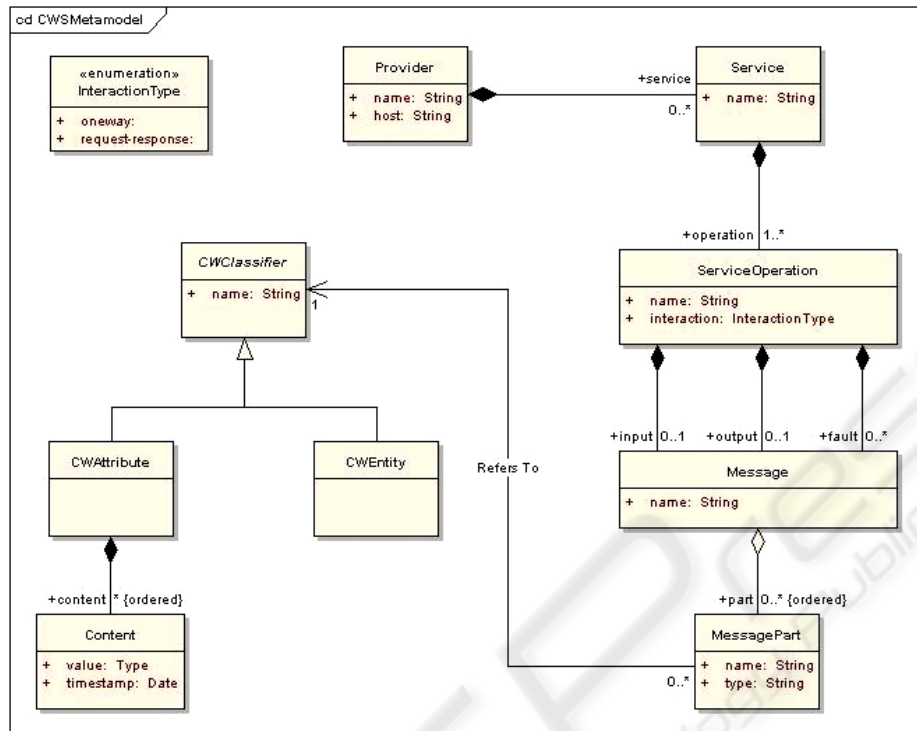 cd CWSMetamodel
«enumeration»
InteractionType
+ oneway:
+ request-response:
Provider
+ name: String
+ host: String
+service
0..*
Service
+ name: String
+operation 1..*
CWClassifier
+ name: String
1
ServiceOperation
+ name: String
+ interaction: InteractionType
+input 0..1
+output 0..1
+fault 0..*
CWAttribute
CWEntity
Refers To
Message
+ name: String
+content * {ordered}
+part 0..* {ordered}
Content
+ value: Type
+ timestamp: Date
MessagePart
+ name: String
+ type: String
0..*